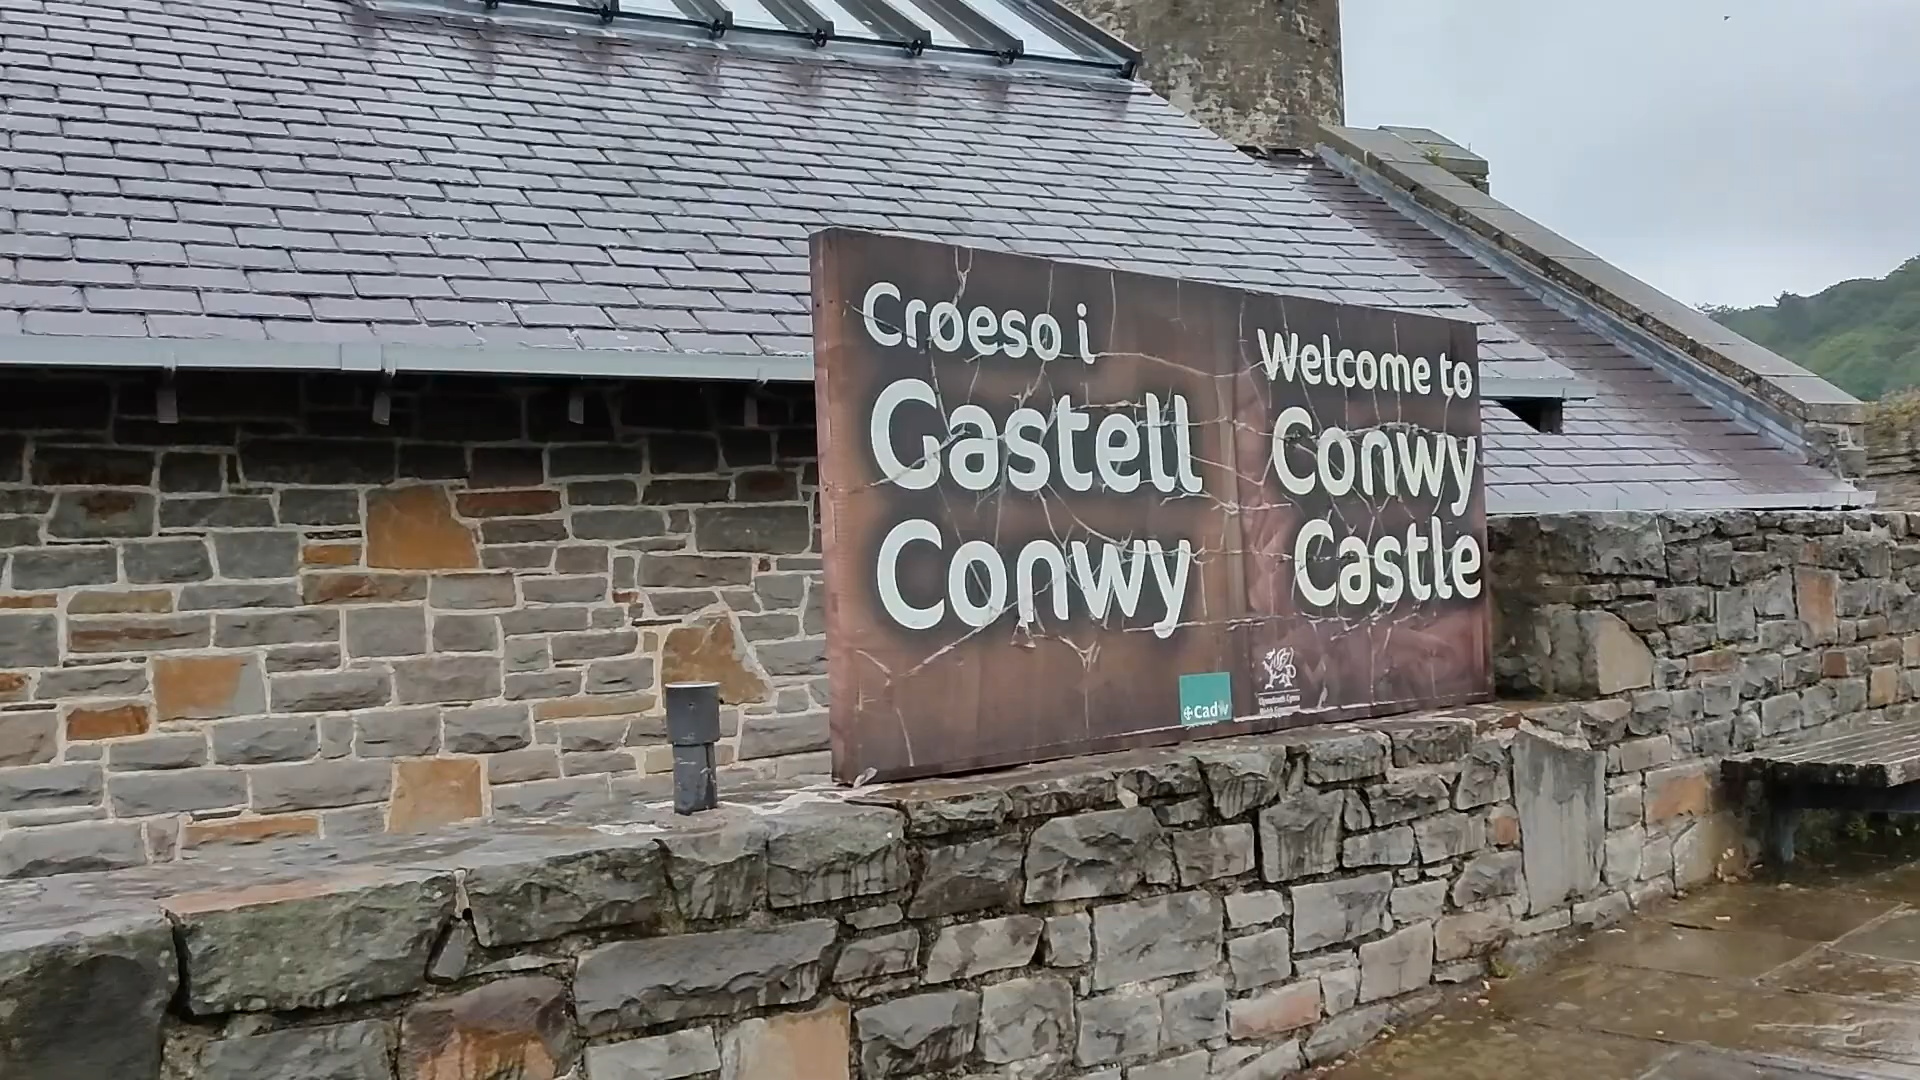 Croeso i
Gastell
Conwy
Welcome to
Conwy
Castle
Cadw